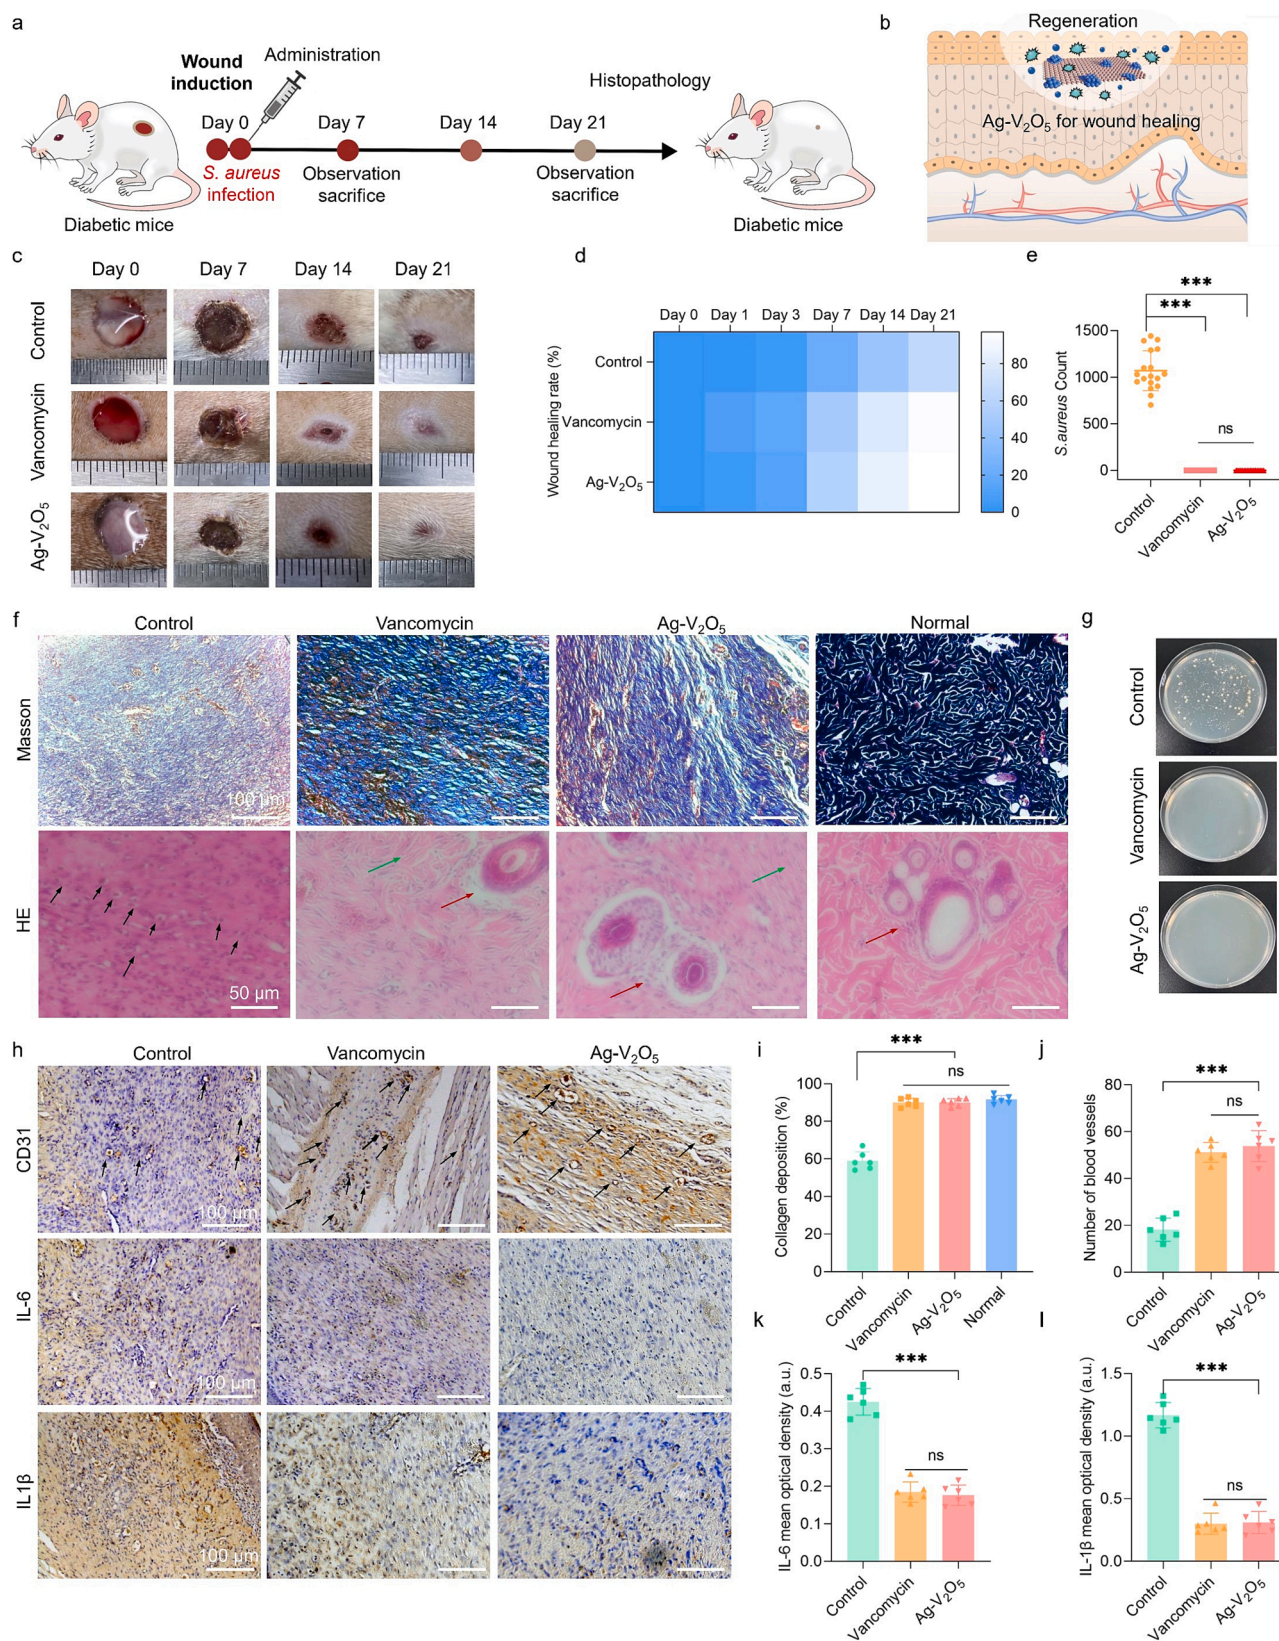 a
Wound
induction
Administration
Histopathology
Day 0
Day 7
Day 14
Day 21
S. aureus
infection
Observation
sacrifice
Observation
sacrifice
Diabetic mice
Diabetic mice
b
Regeneration
Ag-V₂O₅ for wound healing
c
Day 0
Day 7
Day 14
Day 21
Control
Vancomycin
Ag-V₂O₅
d
Day 0
Day 1
Day 3
Day 7
Day 14
Day 21
Wound healing rate (%)
Control
Vancomycin
Ag-V₂O₅
80
60
40
20
0
e
***
***
ns
S.aureus Count
1500
1000
500
0
Control
Vancomycin
Ag-V₂O₅
f
Control
Vancomycin
Ag-V₂O₅
Normal
Masson
100 μm
HE
50 μm
g
Control
Vancomycin
Ag-V₂O₅
h
Control
Vancomycin
Ag-V₂O₅
CD31
100 μm
IL-6
100 μm
IL1β
100 μm
i
***
ns
Collagen deposition (%)
100
80
60
40
20
0
Control
Vancomycin
Ag-V₂O₅
Normal
j
***
ns
Number of blood vessels
80
60
40
20
0
Control
Vancomycin
Ag-V₂O₅
k
***
ns
IL-6 mean optical density (a.u.)
0.5
0.4
0.3
0.2
0.1
0.0
Control
Vancomycin
Ag-V₂O₅
l
***
ns
IL-1β mean optical density (a.u.)
1.5
1.0
0.5
0.0
Control
Vancomycin
Ag-V₂O₅